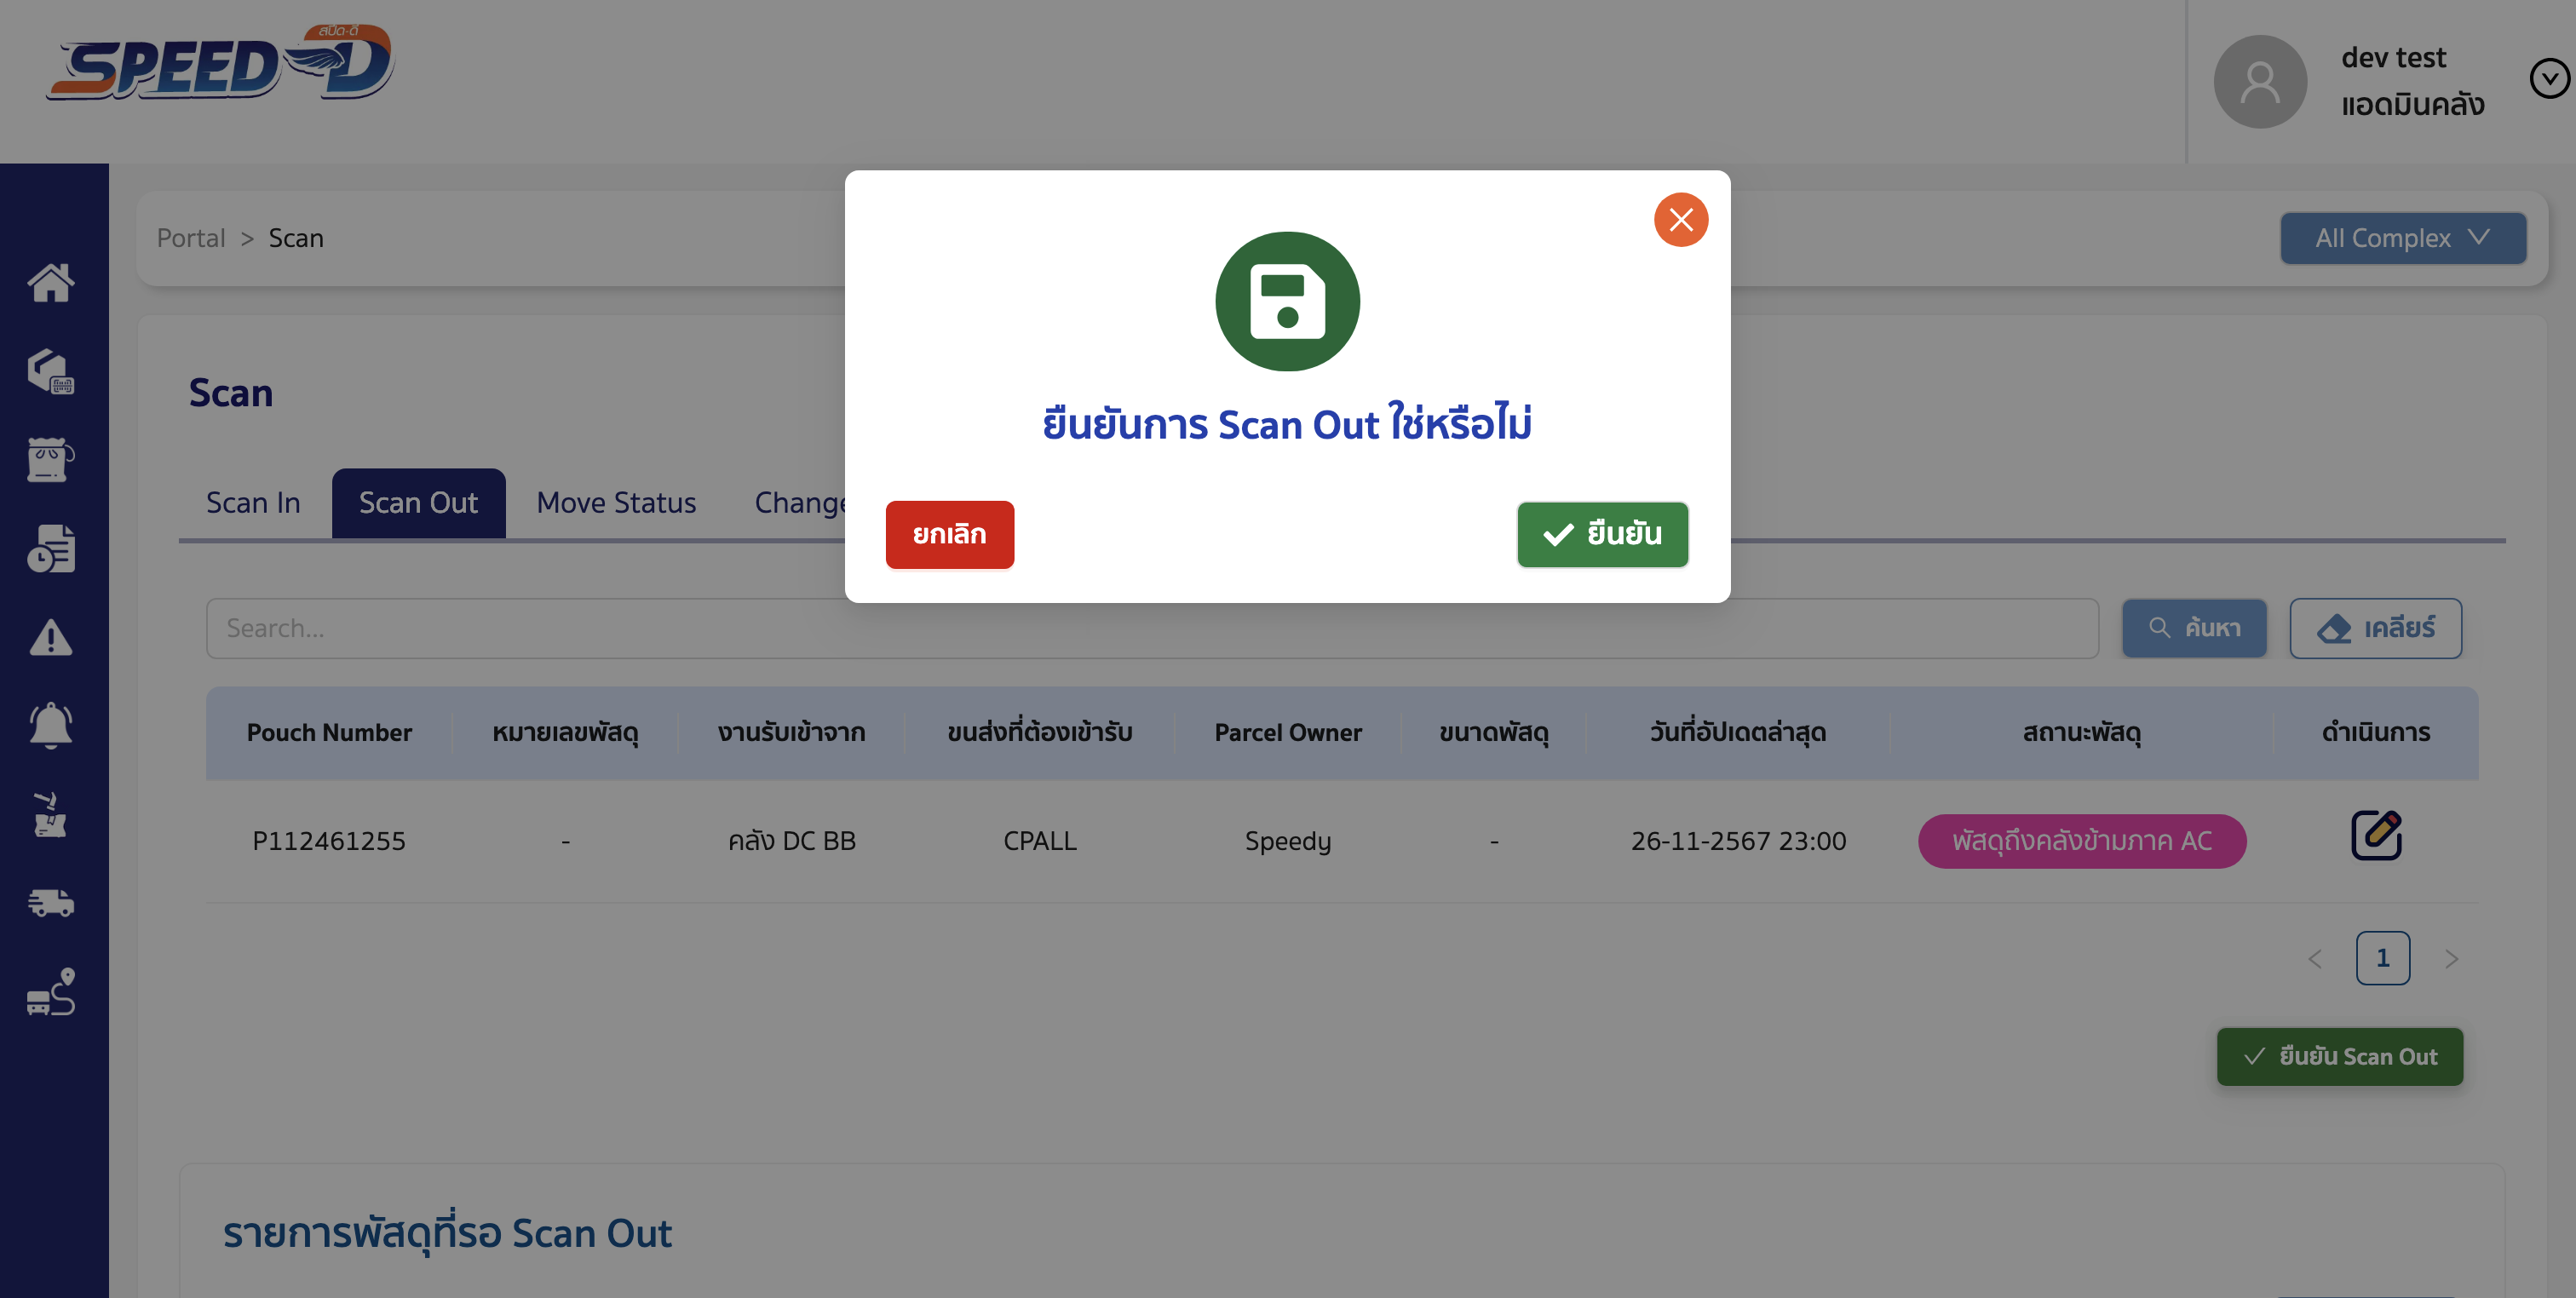 สปีด-ดี
SPEED-D
dev test
แอดมินคลัง
Portal > Scan
All Complex
Scan
Scan In
Scan Out
Move Status
Change
ยืนยันการ Scan Out ใช่หรือไม่
ยกเลิก
ยืนยัน
Search...
ค้นหา
เคลียร์
Pouch Number หมายเลขพัสดุ งานรับเข้าจาก ขนส่งที่ต้องเข้ารับ Parcel Owner ขนาดพัสดุ วันที่อัปเดตล่าสุด สถานะพัสดุ ดำเนินการ
P112461255 - คลัง DC BB CPALL Speedy - 26-11-2567 23:00 พัสดุถึงคลังข้ามภาค AC
< 1 >
ยืนยัน Scan Out
รายการพัสดุที่รอ Scan Out